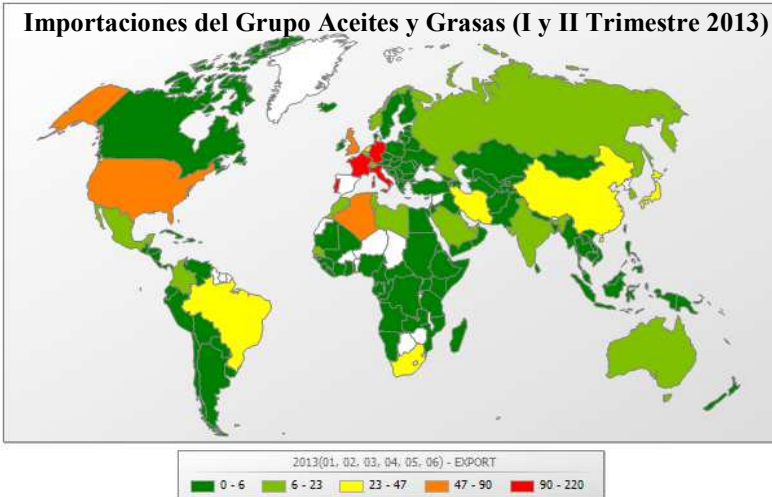 Importaciones del Grupo Aceites y Grasas (I y II Trimestre 2013)
2013(01, 02, 03, 04, 05, 06) - EXPORT
0 - 6 6 - 23 23 - 47 47 - 90 90 - 220